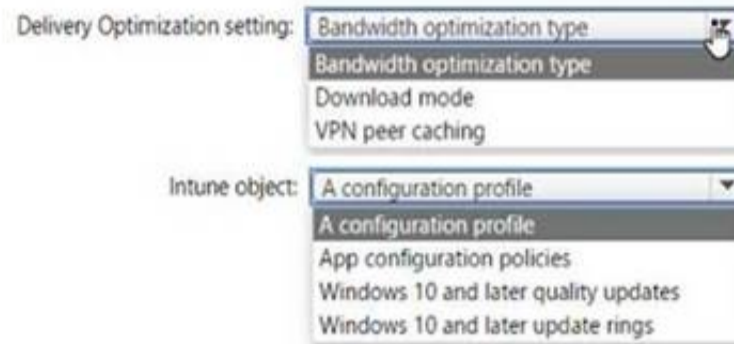 Delivery Optimization setting: Bandwidth optimization type
Bandwidth optimization type
Download mode
VPN peer caching
Intune object: A configuration profile
A configuration profile
App configuration policies
Windows 10 and later quality updates
Windows 10 and later update rings